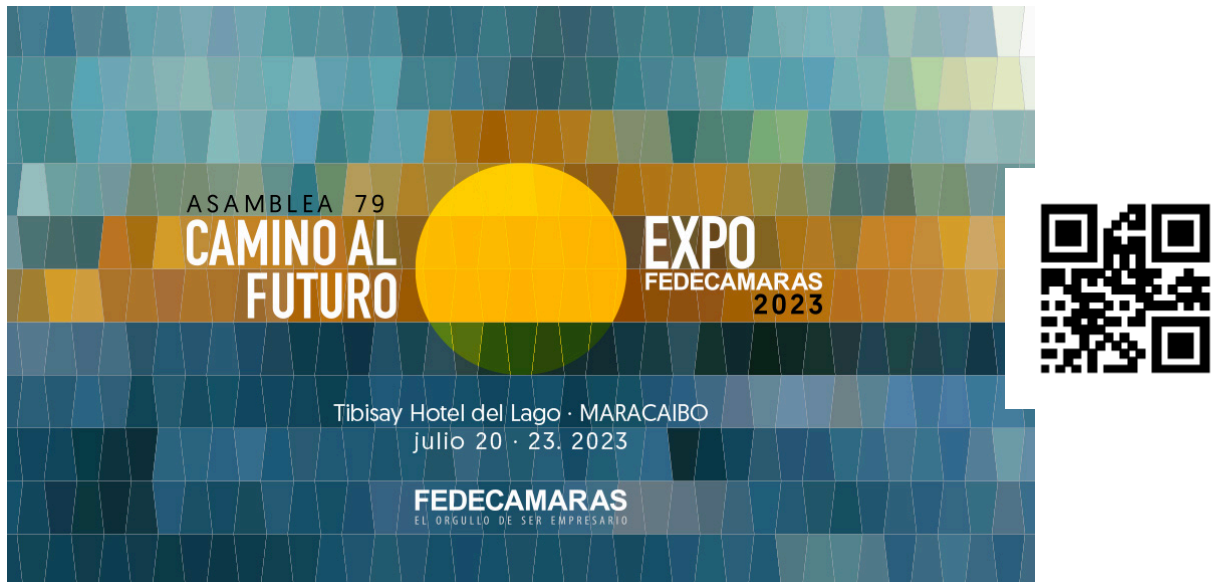 ASAMBLEA 79
CAMINO AL
FUTURO
EXPO
FEDECAMARAS
2023
Tibisay Hotel del Lago · MARACAIBO
julio 20 · 23. 2023
FEDECAMARAS
EL ORGULLO DE SER EMPRESARIO